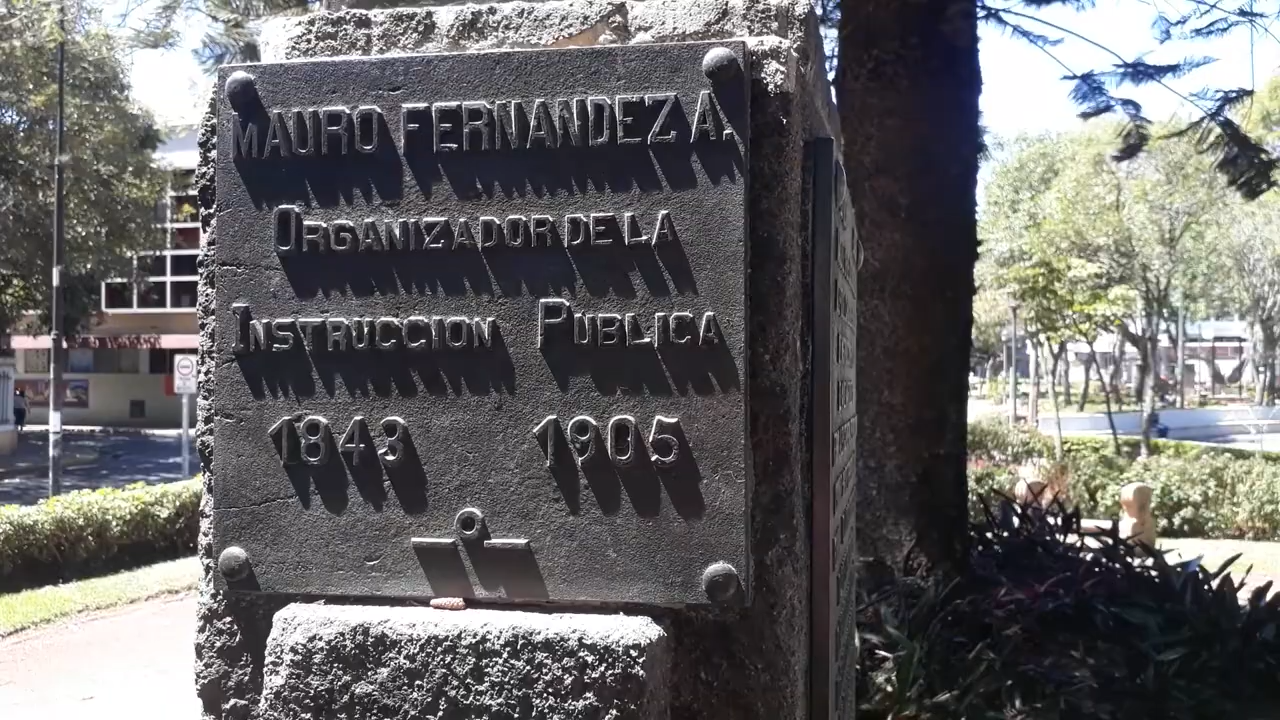 MAURO FERNANDEZ A.
ORGANIZADOR DE LA
INSTRUCCION PUBLICA
1843 1905